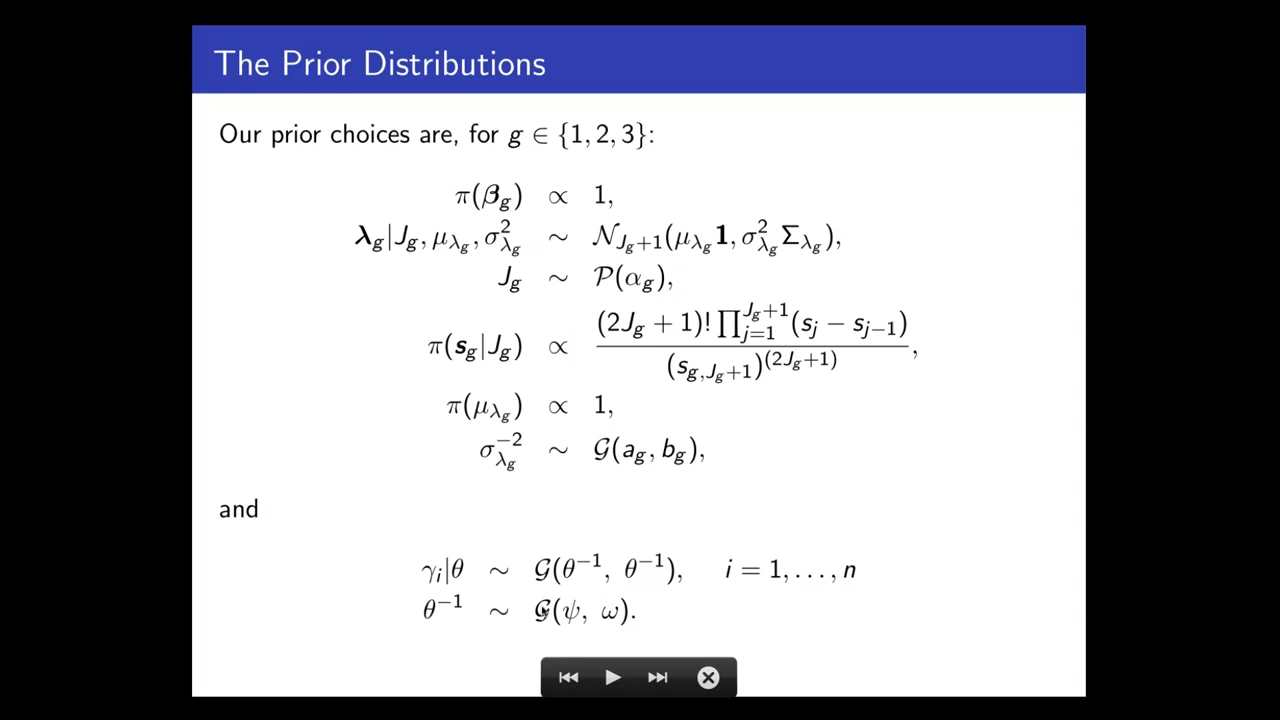 The Prior Distributions
Our prior choices are, for g ∈ {1, 2, 3}:
π(β_g) ∝ 1,
λ_g|J_g, μ_{λ_g}, σ²_{λ_g} ∼ 𝒩_{J_g+1}(μ_{λ_g}1, σ²_{λ_g}Σ_{λ_g}),
J_g ∼ 𝒫(α_g),
π(s_g|J_g) ∝ \frac{(2J_g + 1)! ∏_{j=1}^{J_g+1}(s_j − s_{j−1})}{(s_{g,J_g+1})^{(2J_g+1)}},
π(μ_{λ_g}) ∝ 1,
σ^{−2}_{λ_g} ∼ 𝒢(a_g, b_g),
and
γ_i|θ ∼ 𝒢(θ^{−1}, θ^{−1}), i = 1, . . . , n
θ^{−1} ∼ 𝒢(ψ, ω).